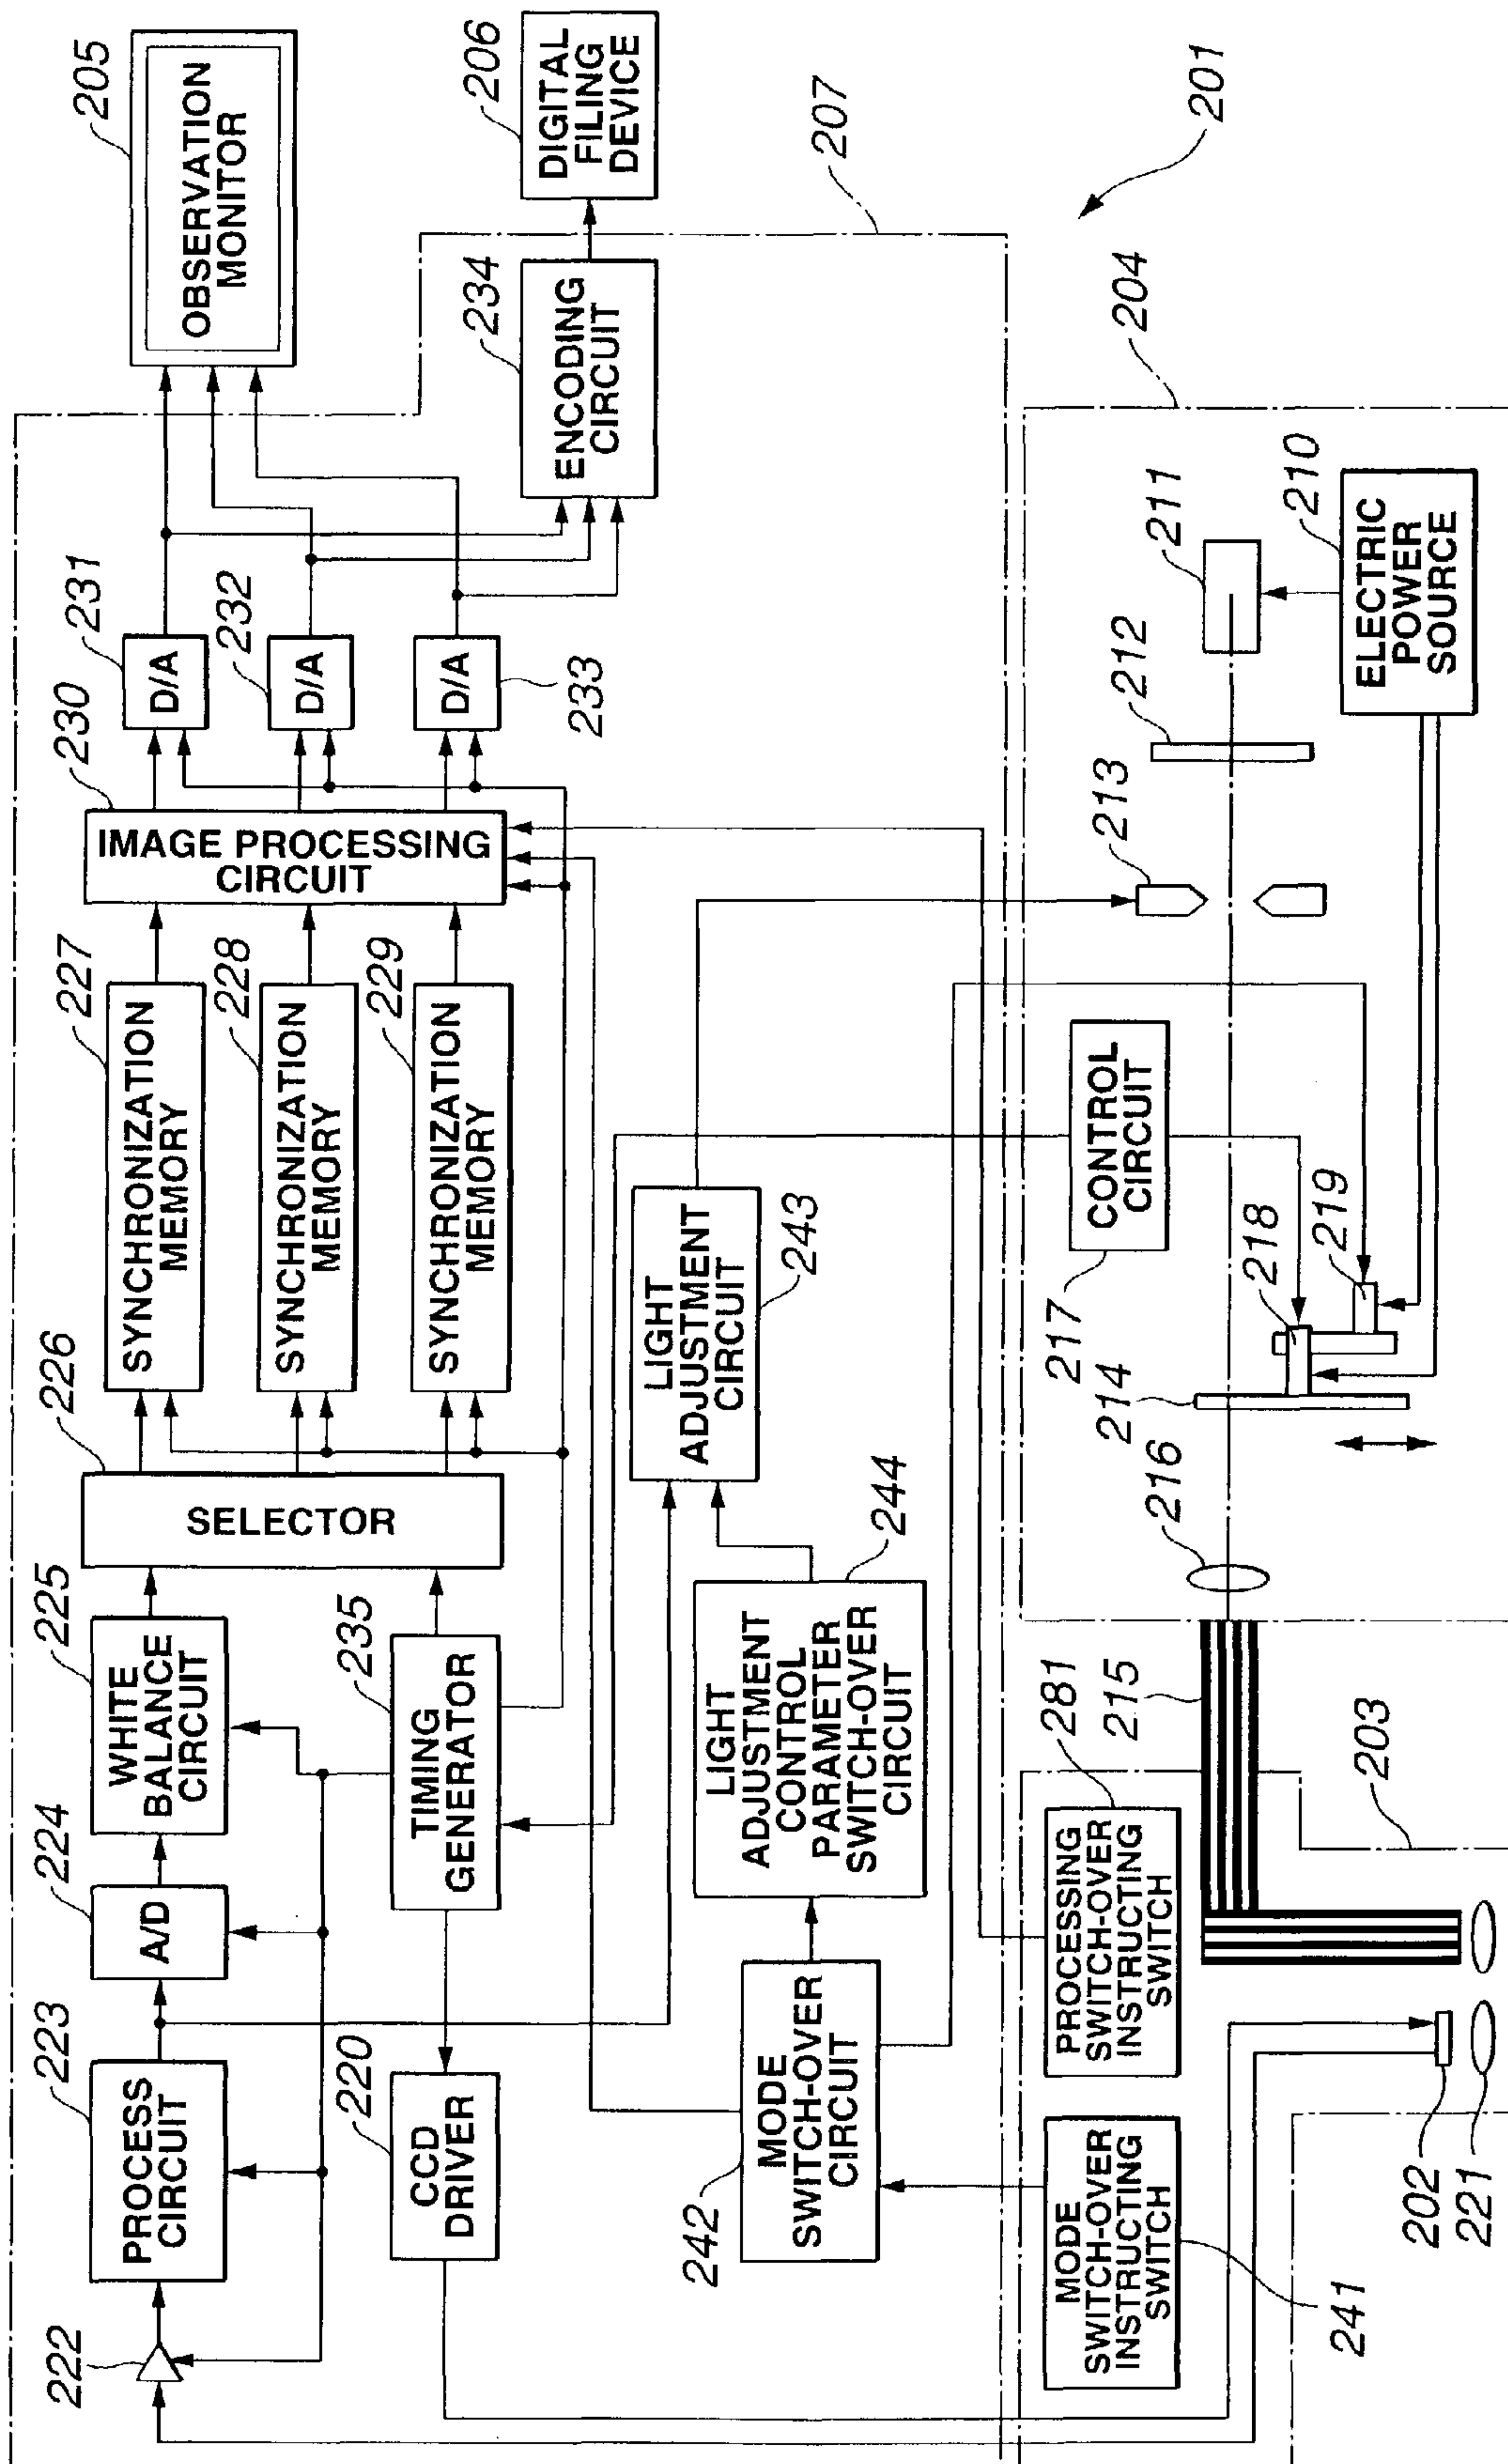 205
OBSERVATION
MONITOR
206
DIGITAL
FILING
DEVICE
207
201
234
ENCODING
CIRCUIT
204
231
D/A
232
D/A
233
D/A
230
IMAGE PROCESSING
CIRCUIT
227
SYNCHRONIZATION
MEMORY
228
SYNCHRONIZATION
MEMORY
229
SYNCHRONIZATION
MEMORY
226
SELECTOR
225
WHITE
BALANCE
CIRCUIT
224
A/D
223
PROCESS
CIRCUIT
222
235
TIMING
GENERATOR
220
CCD
DRIVER
243
LIGHT
ADJUSTMENT
CIRCUIT
244
LIGHT
ADJUSTMENT
CONTROL
PARAMETER
SWITCH-OVER
CIRCUIT
242
MODE
SWITCH-OVER
CIRCUIT
211
210
ELECTRIC
POWER
SOURCE
212
213
217
CONTROL
CIRCUIT
218
219
214
216
215
281
PROCESSING
SWITCH-OVER
INSTRUCTING
SWITCH
203
241
MODE
SWITCH-OVER
INSTRUCTING
SWITCH
202
221